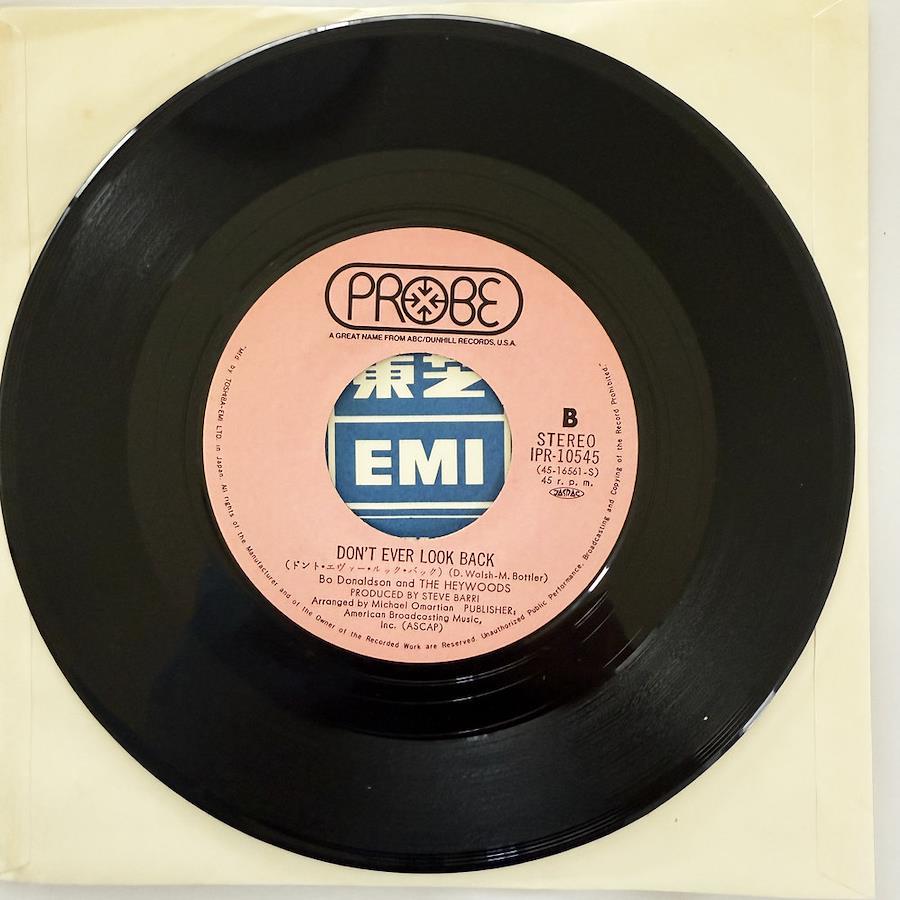 PROBE
A GREAT NAME FROM ABC/DUNHILL RECORDS, U.S.A.
東芝
EMI
B
STEREO
IPR-10545
(45-16561-S)
45 r. p. m.
JASRAC
DON'T EVER LOOK BACK
(ドント・エヴァー・ルック・バック) (D. Walsh-M. Bottler)
Bo Donaldson and THE HEYWOODS
PRODUCED BY STEVE BARRI
Arranged by Michael Omartian PUBLISHER;
American Broadcasting Music,
Inc. (ASCAP)
"Mfd by TOSHIBA-EMI LTD. in Japan. All rights of the Manufacturer and of the Owner of the Recorded Work are Reserved. Unauthorized Public Performance, Broadcasting and Copying of the Record Prohibited."